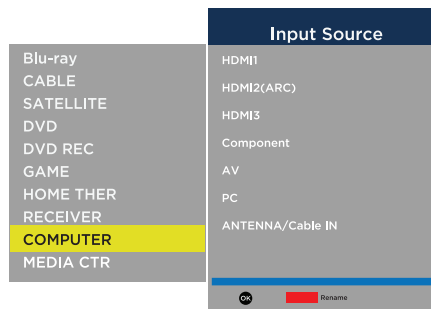 Blu-ray
CABLE
SATELLITE
DVD
DVD REC
GAME
HOME THER
RECEIVER
COMPUTER
MEDIA CTR
Input Source
HDMI1
HDMI2(ARC)
HDMI3
Component
AV
PC
ANTENNA/Cable IN
OK Rename